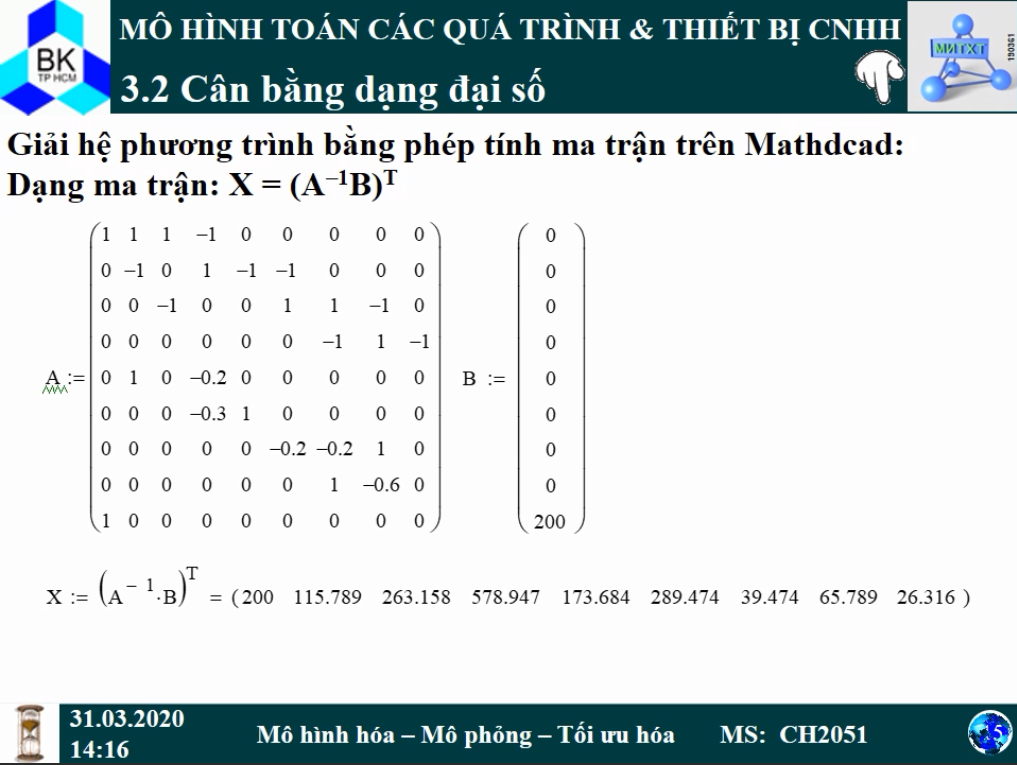 MÔ HÌNH TOÁN CÁC QUÁ TRÌNH & THIẾT BỊ CNHH
BK
TP HCM
3.2 Cân bằng dạng đại số
МИТХТ
190361
Giải hệ phương trình bằng phép tính ma trận trên Mathdcad:
Dạng ma trận: X = (A⁻¹B)ᵀ
1 1 1 −1 0 0 0 0 0
0 −1 0 1 −1 −1 0 0 0
0 0 −1 0 0 1 1 −1 0
0 0 0 0 0 0 −1 1 −1
A := 0 1 0 −0.2 0 0 0 0 0
0 0 0 −0.3 1 0 0 0 0
0 0 0 0 0 −0.2 −0.2 1 0
0 0 0 0 0 0 1 −0.6 0
1 0 0 0 0 0 0 0 0
0
0
0
0
B := 0
0
0
0
200
X := (A⁻¹·B)ᵀ = (200 115.789 263.158 578.947 173.684 289.474 39.474 65.789 26.316)
31.03.2020
14:16
Mô hình hóa – Mô phỏng – Tối ưu hóa MS: CH2051